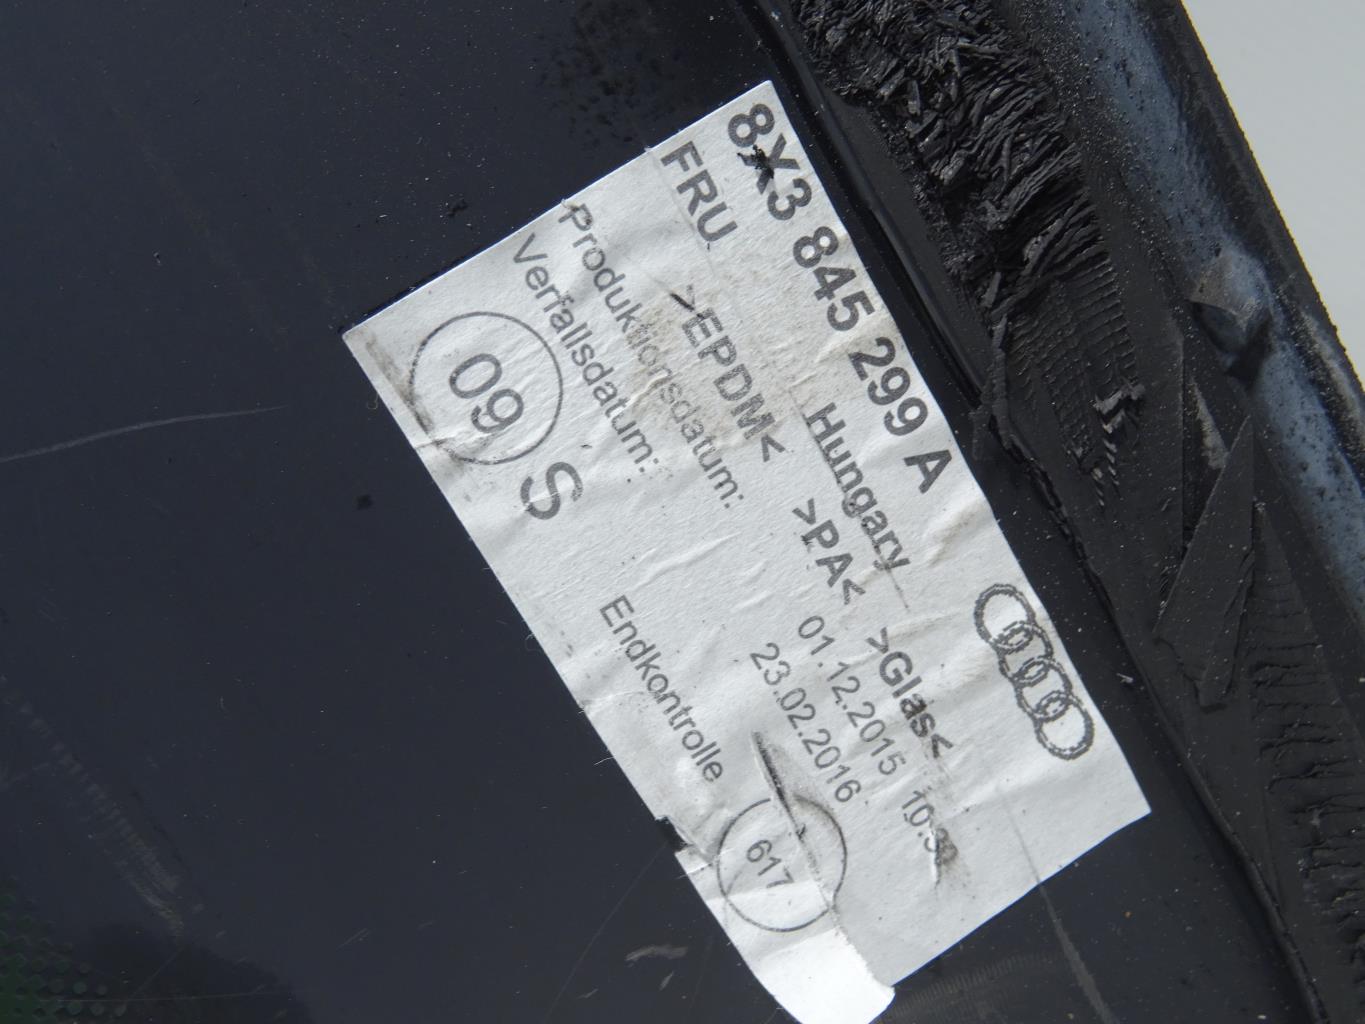 8X3 845 299 A
FRU Hungary
>EPDM< >PA< >Glas<
Produktionsdatum: 01.12.2015
Verfallsdatum: 23.02.2016
09 S Endkontrolle 617